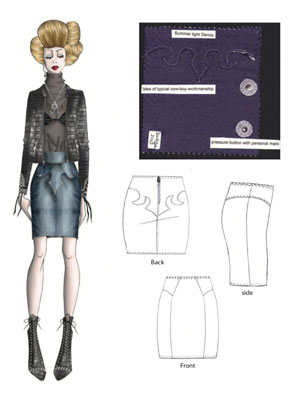 Summer light Denim.
Idea of typical cow-boy workmanship
pressure button with personal mark
Back
side
Front